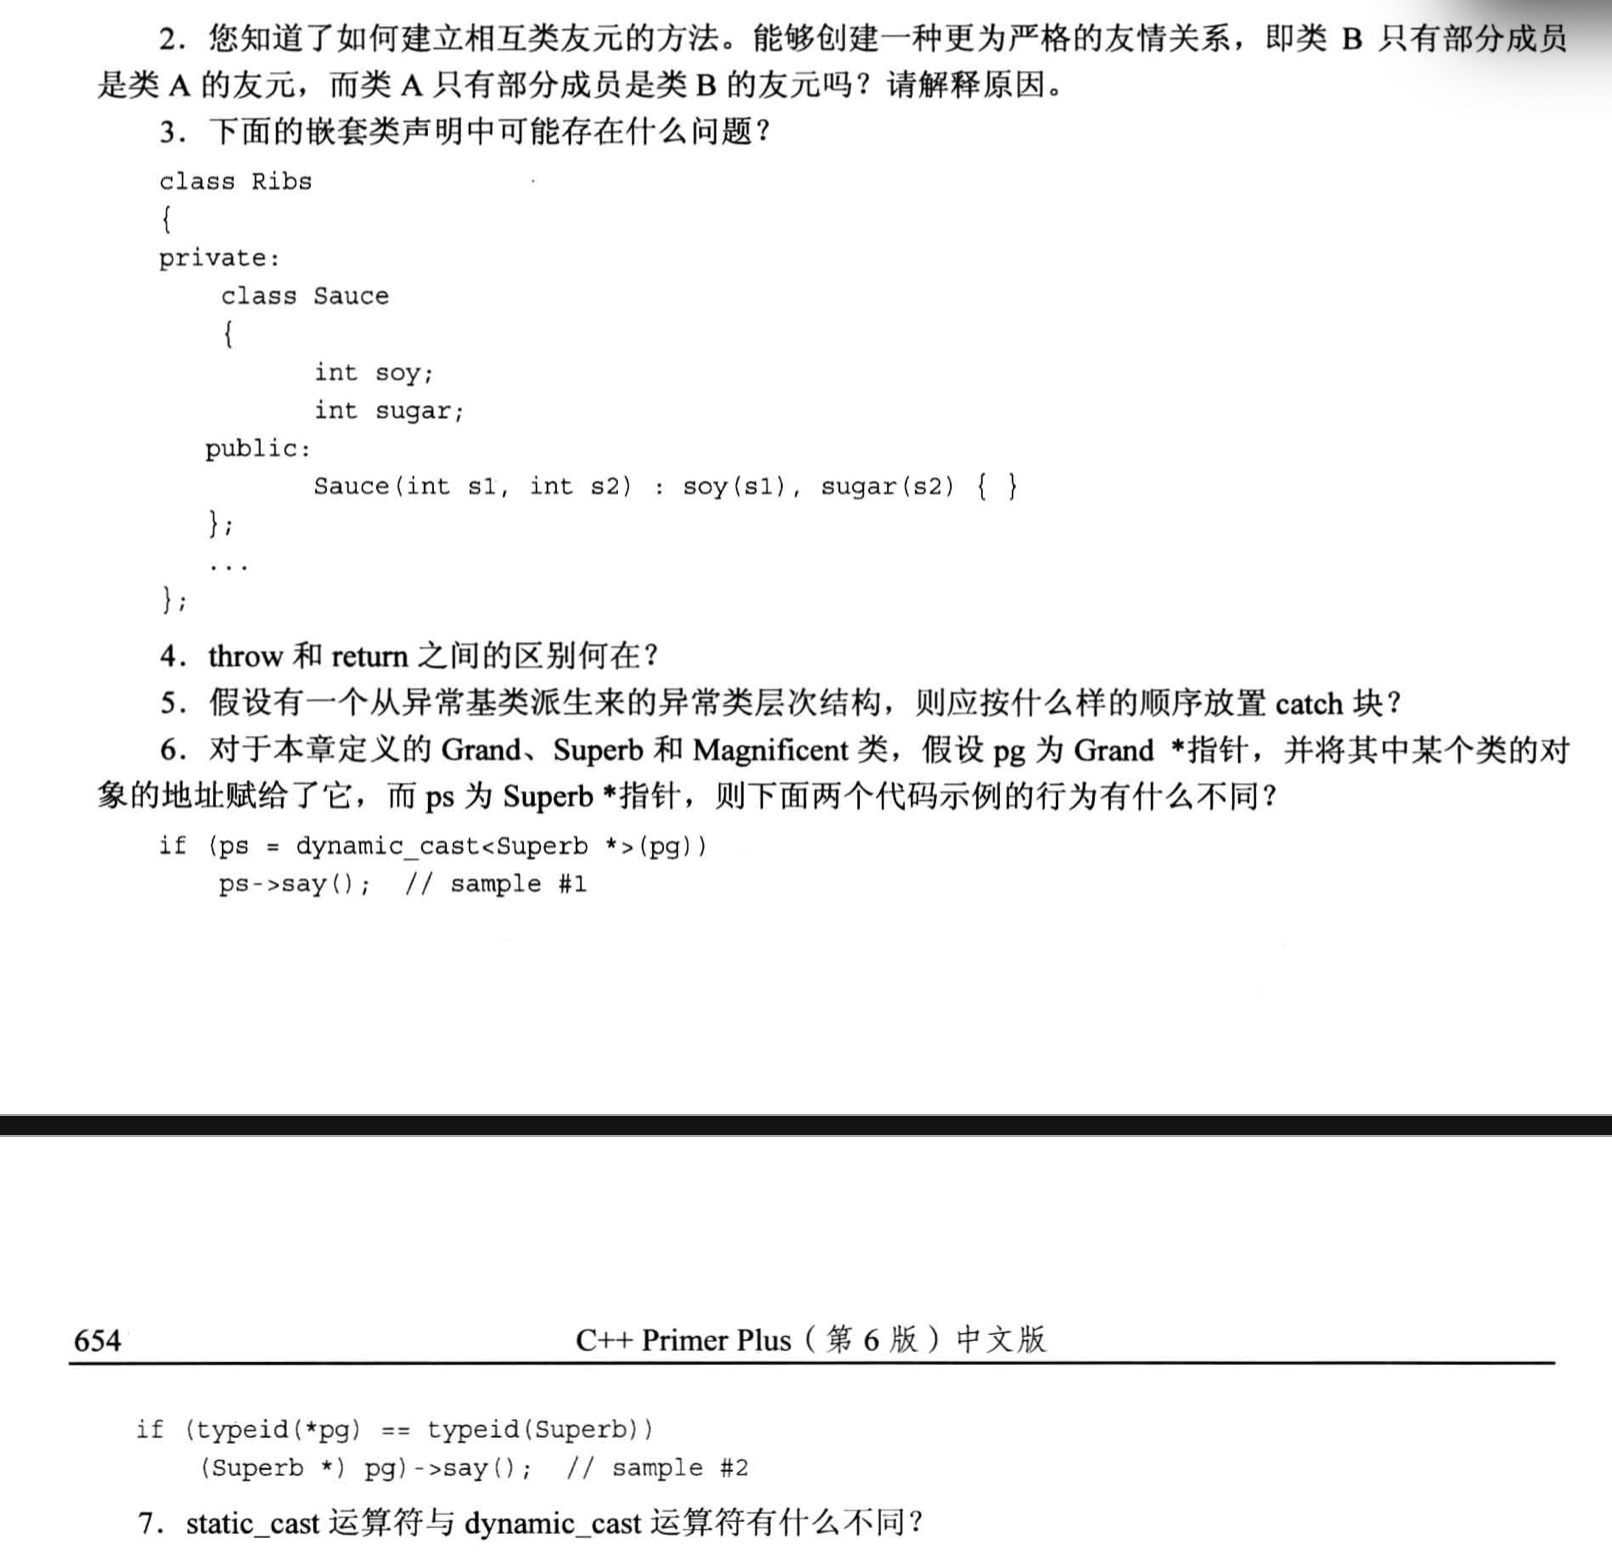 2．您知道了如何建立相互类友元的方法。能够创建一种更为严格的友情关系，即类 B 只有部分成员
是类 A 的友元，而类 A 只有部分成员是类 B 的友元吗？请解释原因。
3．下面的嵌套类声明中可能存在什么问题？
class Ribs
{
private:
class Sauce
{
int soy;
int sugar;
public:
Sauce(int s1, int s2) : soy(s1), sugar(s2) { }
};
...
};
4．throw 和 return 之间的区别何在？
5．假设有一个从异常基类派生来的异常类层次结构，则应按什么样的顺序放置 catch 块？
6．对于本章定义的 Grand、Superb 和 Magnificent 类，假设 pg 为 Grand *指针，并将其中某个类的对
象的地址赋给了它，而 ps 为 Superb *指针，则下面两个代码示例的行为有什么不同？
if (ps = dynamic_cast<Superb *>(pg))
ps->say(); // sample #1
654
C++ Primer Plus（第 6 版）中文版
if (typeid(*pg) == typeid(Superb))
(Superb *) pg)->say(); // sample #2
7．static_cast 运算符与 dynamic_cast 运算符有什么不同？